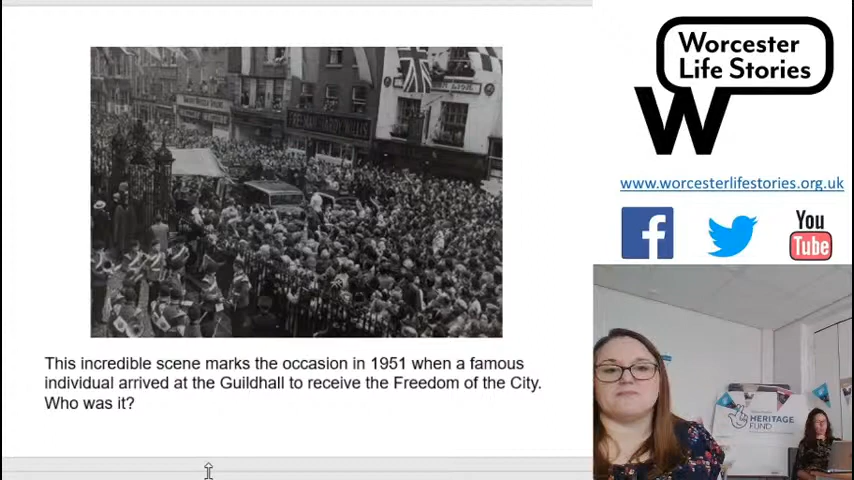 This incredible scene marks the occasion in 1951 when a famous
individual arrived at the Guildhall to receive the Freedom of the City.
Who was it?
Worcester
Life Stories
W
www.worcesterlifestories.org.uk
f
You
Tube
HERITAGE
FUND